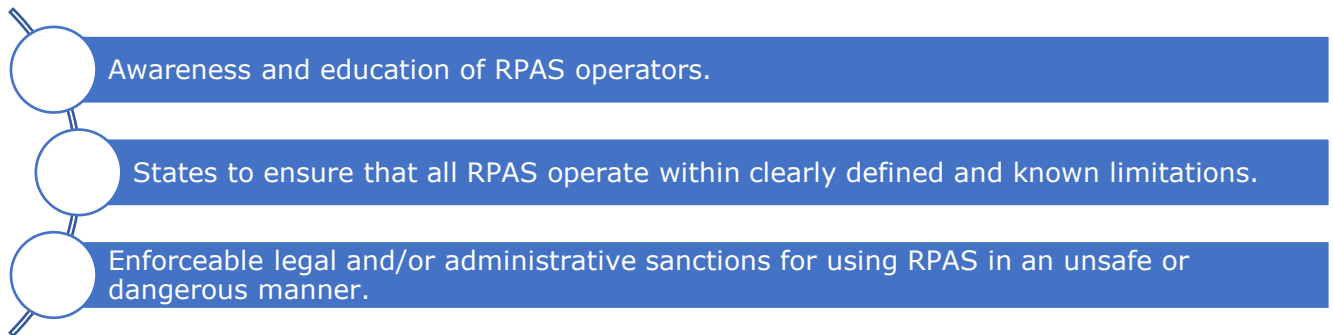 Awareness and education of RPAS operators.
States to ensure that all RPAS operate within clearly defined and known limitations.
Enforceable legal and/or administrative sanctions for using RPAS in an unsafe or
dangerous manner.